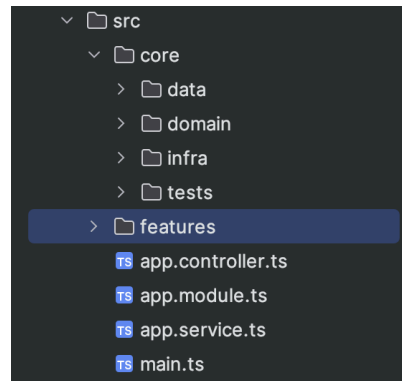 src
core
data
domain
infra
tests
features
TS app.controller.ts
TS app.module.ts
TS app.service.ts
TS main.ts